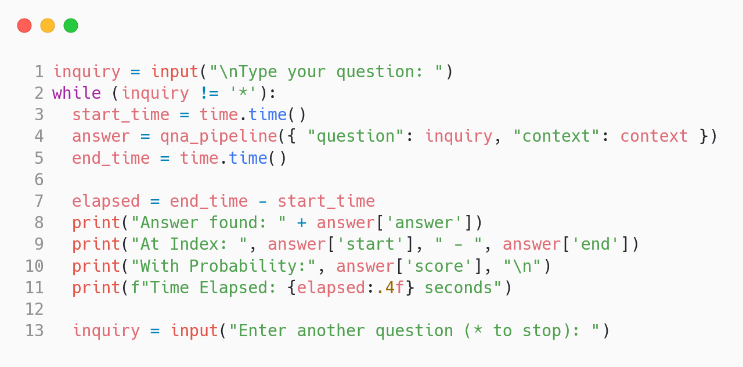 1 inquiry = input("\nType your question: ")
2 while (inquiry != '*'):
3   start_time = time.time()
4   answer = qna_pipeline({ "question": inquiry, "context": context })
5   end_time = time.time()
6
7   elapsed = end_time - start_time
8   print("Answer found: " + answer['answer'])
9   print("At Index: ", answer['start'], " - ", answer['end'])
10   print("With Probability:", answer['score'], "\n")
11   print(f"Time Elapsed: {elapsed:.4f} seconds")
12
13   inquiry = input("Enter another question (* to stop): ")